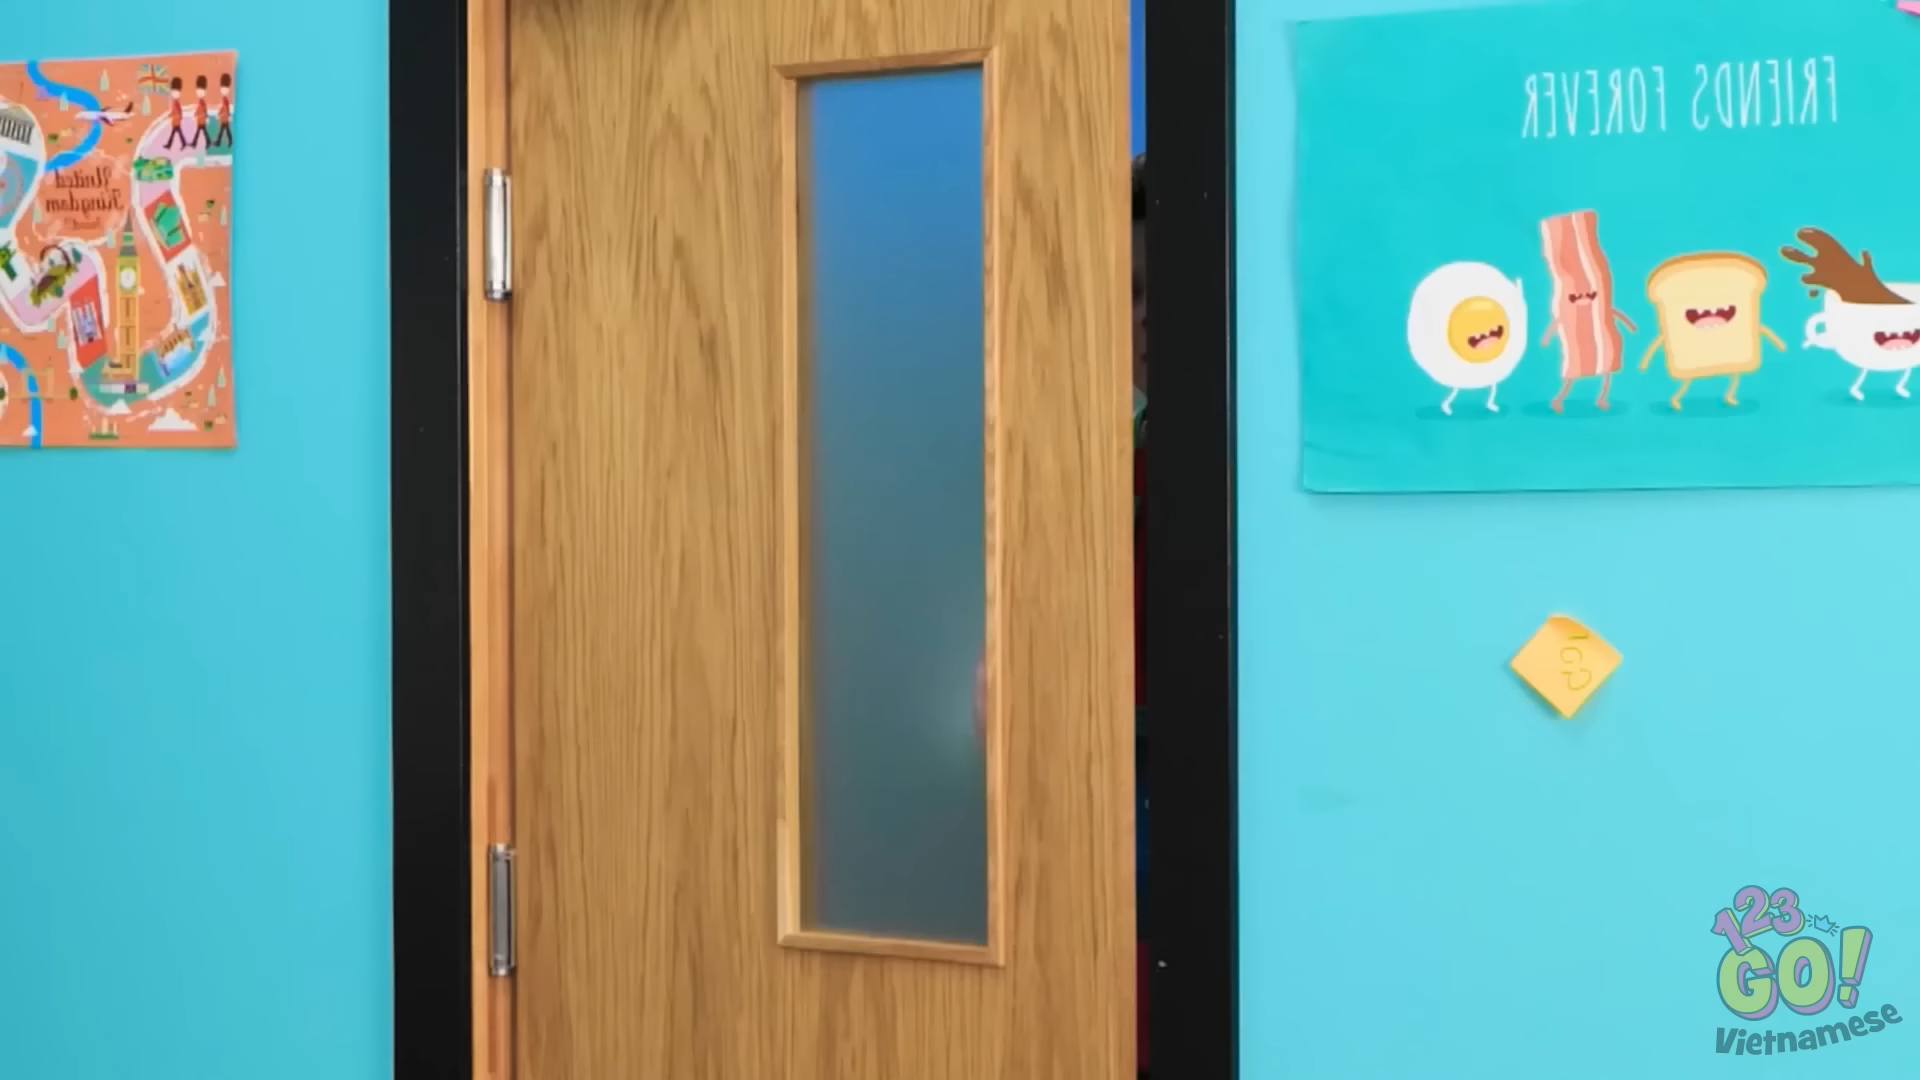 FRIENDS FOREVER
United
Kingdom
123
GO!
Vietnamese